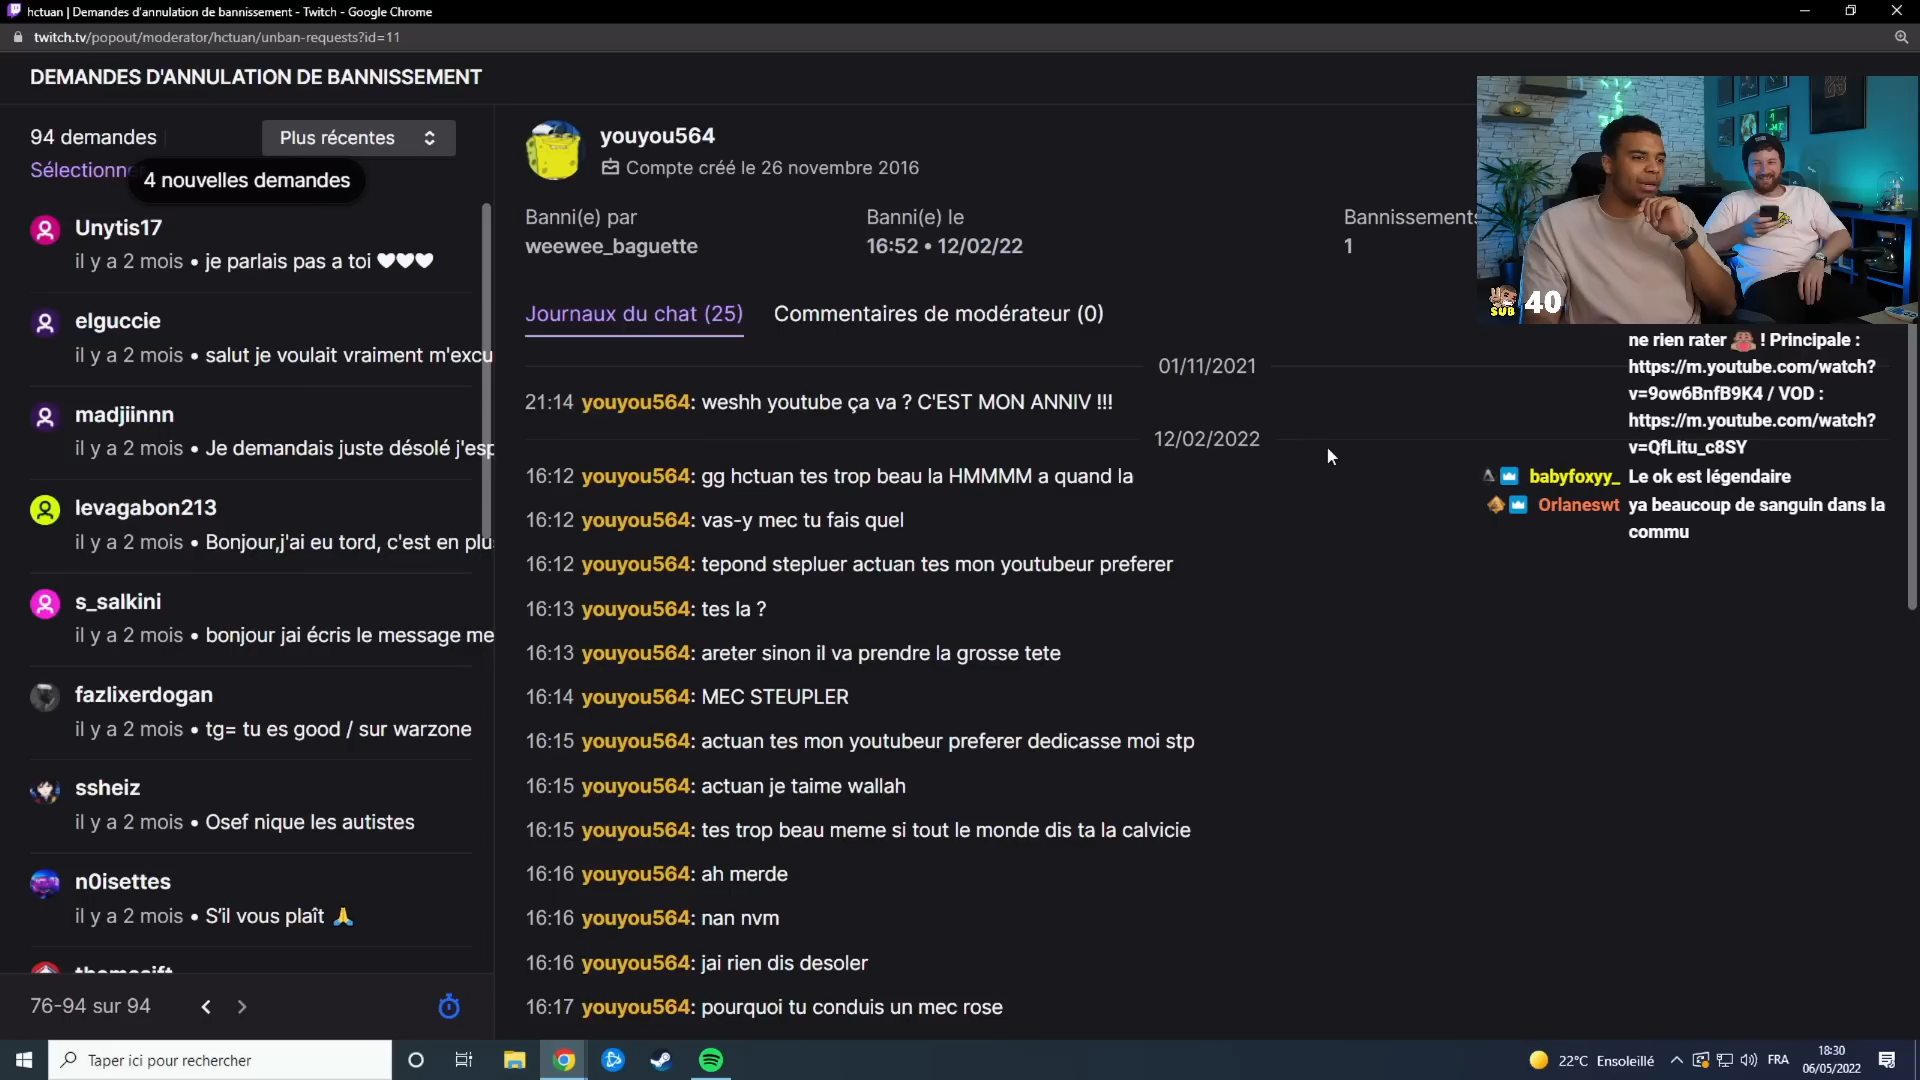 hctuan | Demandes d'annulation de bannissement - Twitch - Google Chrome
twitch.tv/popout/moderator/hctuan/unban-requests?id=11
DEMANDES D'ANNULATION DE BANNISSEMENT
94 demandes
Plus récentes
Sélectionn
4 nouvelles demandes
Unytis17
il y a 2 mois • je parlais pas a toi 🤍🤍🤍
elguccie
il y a 2 mois • salut je voulait vraiment m'excu
madjiinnn
il y a 2 mois • Je demandais juste désolé j'esp
levagabon213
il y a 2 mois • Bonjour,j'ai eu tord, c'est en plu
s_salkini
il y a 2 mois • bonjour jai écris le message me
fazlixerdogan
il y a 2 mois • tg= tu es good / sur warzone
ssheiz
il y a 2 mois • Osef nique les autistes
n0isettes
il y a 2 mois • S'il vous plaît 🙏
76-94 sur 94
youyou564
Compte créé le 26 novembre 2016
Banni(e) par
weewee_baguette
Banni(e) le
16:52 • 12/02/22
Bannissements
1
Journaux du chat (25)
Commentaires de modérateur (0)
01/11/2021
21:14 youyou564: weshh youtube ça va ? C'EST MON ANNIV !!!
12/02/2022
16:12 youyou564: gg hctuan tes trop beau la HMMMM a quand la
16:12 youyou564: vas-y mec tu fais quel
16:12 youyou564: tepond stepluer actuan tes mon youtubeur preferer
16:13 youyou564: tes la ?
16:13 youyou564: areter sinon il va prendre la grosse tete
16:14 youyou564: MEC STEUPLER
16:15 youyou564: actuan tes mon youtubeur preferer dedicasse moi stp
16:15 youyou564: actuan je taime wallah
16:15 youyou564: tes trop beau meme si tout le monde dis ta la calvicie
16:16 youyou564: ah merde
16:16 youyou564: nan nvm
16:16 youyou564: jai rien dis desoler
16:17 youyou564: pourquoi tu conduis un mec rose
SUB 40
ne rien rater 🙈 ! Principale :
https://m.youtube.com/watch?
v=9ow6BnfB9K4 / VOD :
https://m.youtube.com/watch?
v=QfLitu_c8SY
babyfoxyy_ Le ok est légendaire
Orlaneswt ya beaucoup de sanguin dans la
commu
Taper ici pour rechercher
22°C Ensoleillé
FRA
18:30
06/05/2022